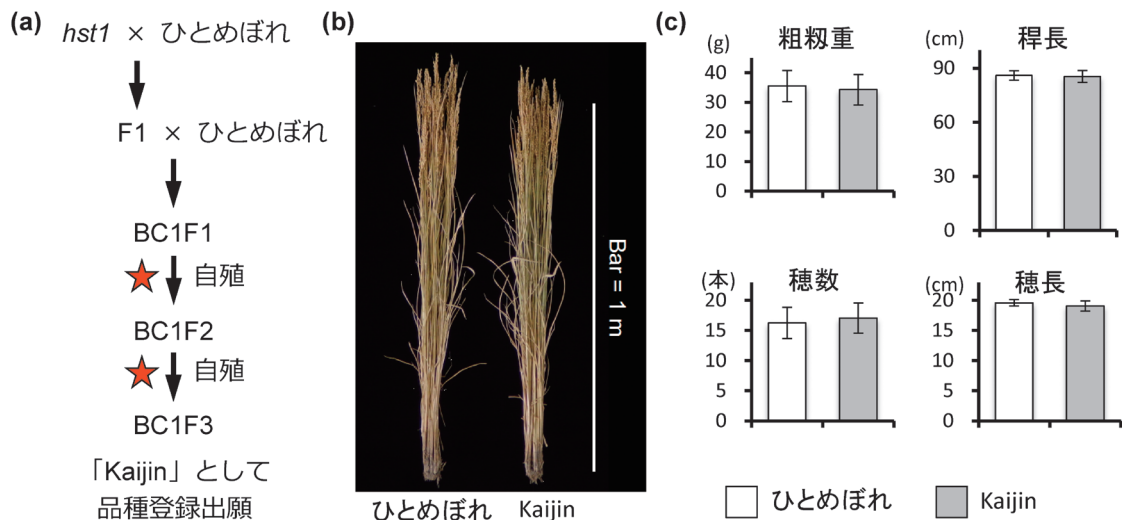 (a)
hst1 × ひとめぼれ
F1 × ひとめぼれ
BC1F1
自殖
BC1F2
自殖
BC1F3
「Kaijin」として
品種登録出願
(b)
Bar = 1 m
ひとめぼれ Kaijin
(c)
(g) 粗籾重
40
30
20
10
0
(cm) 稈長
90
60
30
0
(本) 穂数
20
15
10
5
0
(cm) 穂長
20
15
10
5
0
ひとめぼれ Kaijin